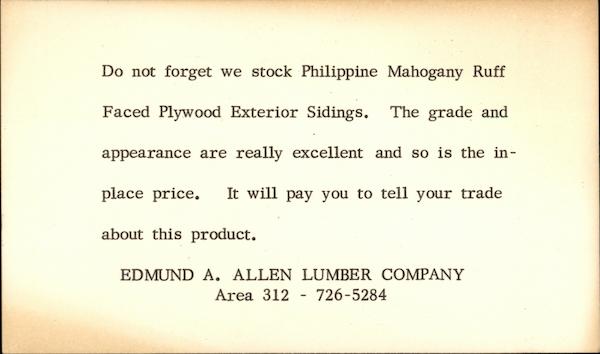 Do not forget we stock Philippine Mahogany Ruff
Faced Plywood Exterior Sidings. The grade and
appearance are really excellent and so is the in-
place price. It will pay you to tell your trade
about this product.
EDMUND A. ALLEN LUMBER COMPANY
Area 312 - 726-5284